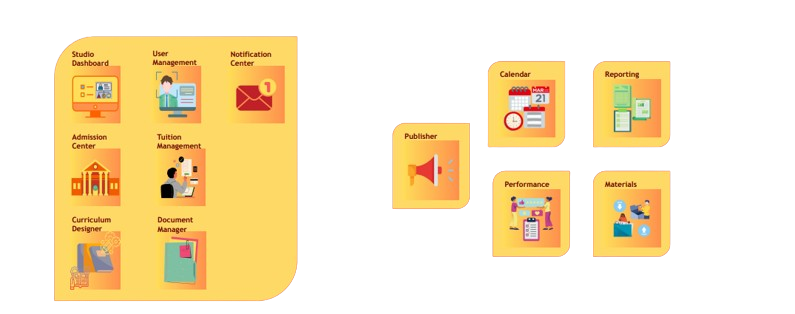 Studio
Dashboard
User
Management
Notification
Center
1
Admission
Center
Tuition
Management
Curriculum
Designer
Document
Manager
Publisher
Calendar
MAR
21
Reporting
Performance
Materials